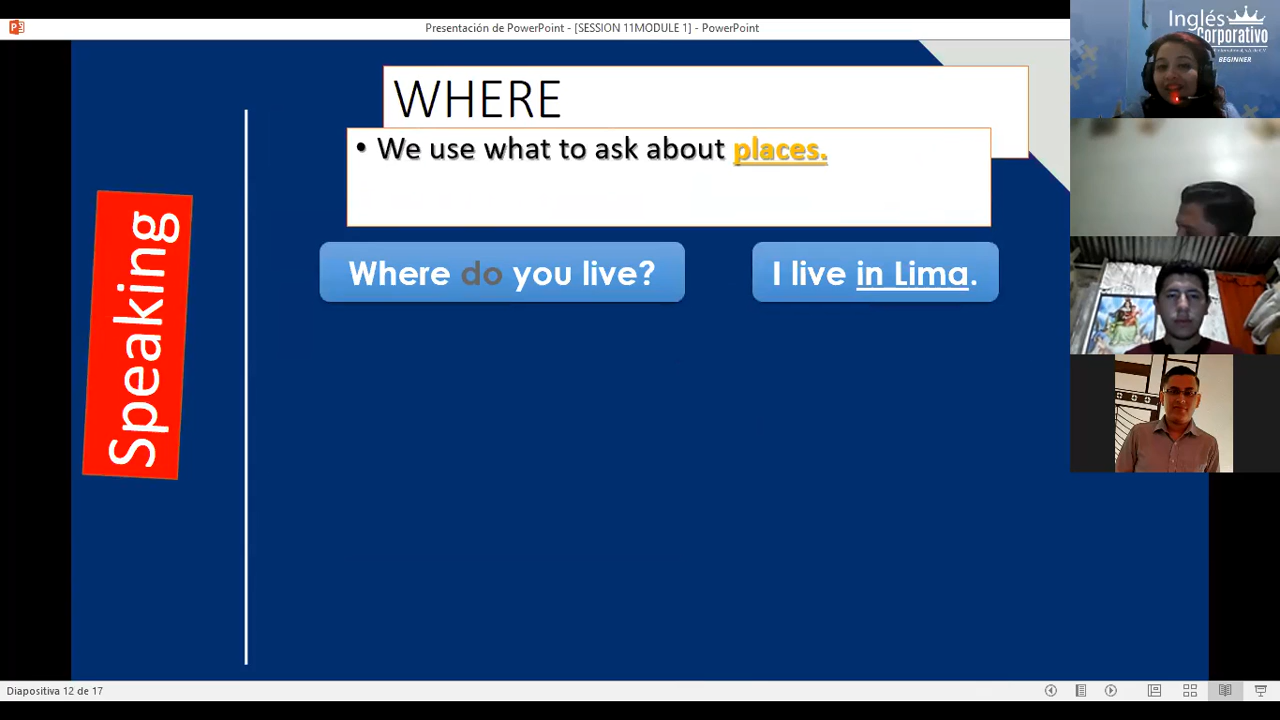 Presentación de PowerPoint - [SESSION 11MODULE 1] - PowerPoint
Inglés
Corporativo
BEGINNER
WHERE
• We use what to ask about places.
Where do you live?
I live in Lima.
Speaking
Diapositiva 12 de 17